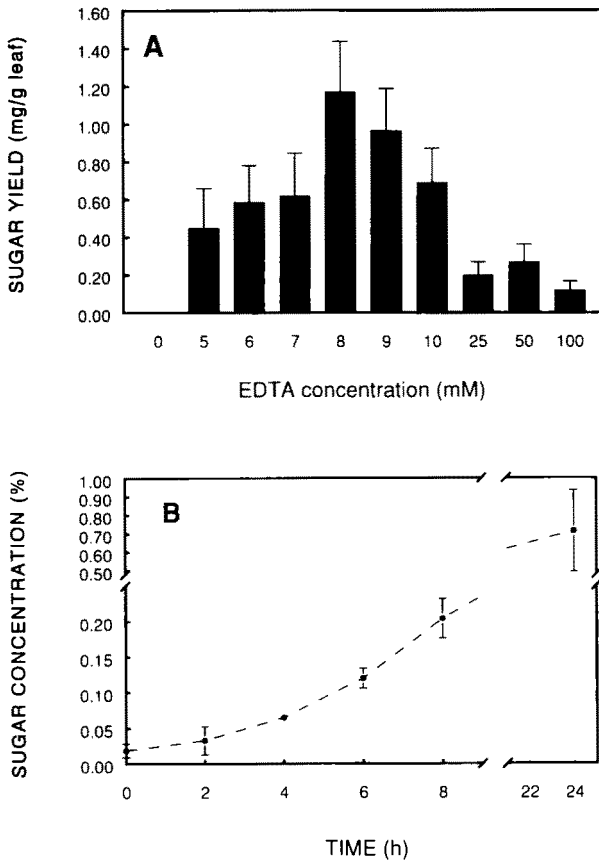 A
SUGAR YIELD (mg/g leaf)
1.60
1.40
1.20
1.00
0.80
0.60
0.40
0.20
0.00
0 5 6 7 8 9 10 25 50 100
EDTA concentration (mM)
B
SUGAR CONCENTRATION (%)
1.00
0.90
0.80
0.70
0.60
0.50
0.20
0.15
0.10
0.05
0.00
0 2 4 6 8 22 24
TIME (h)